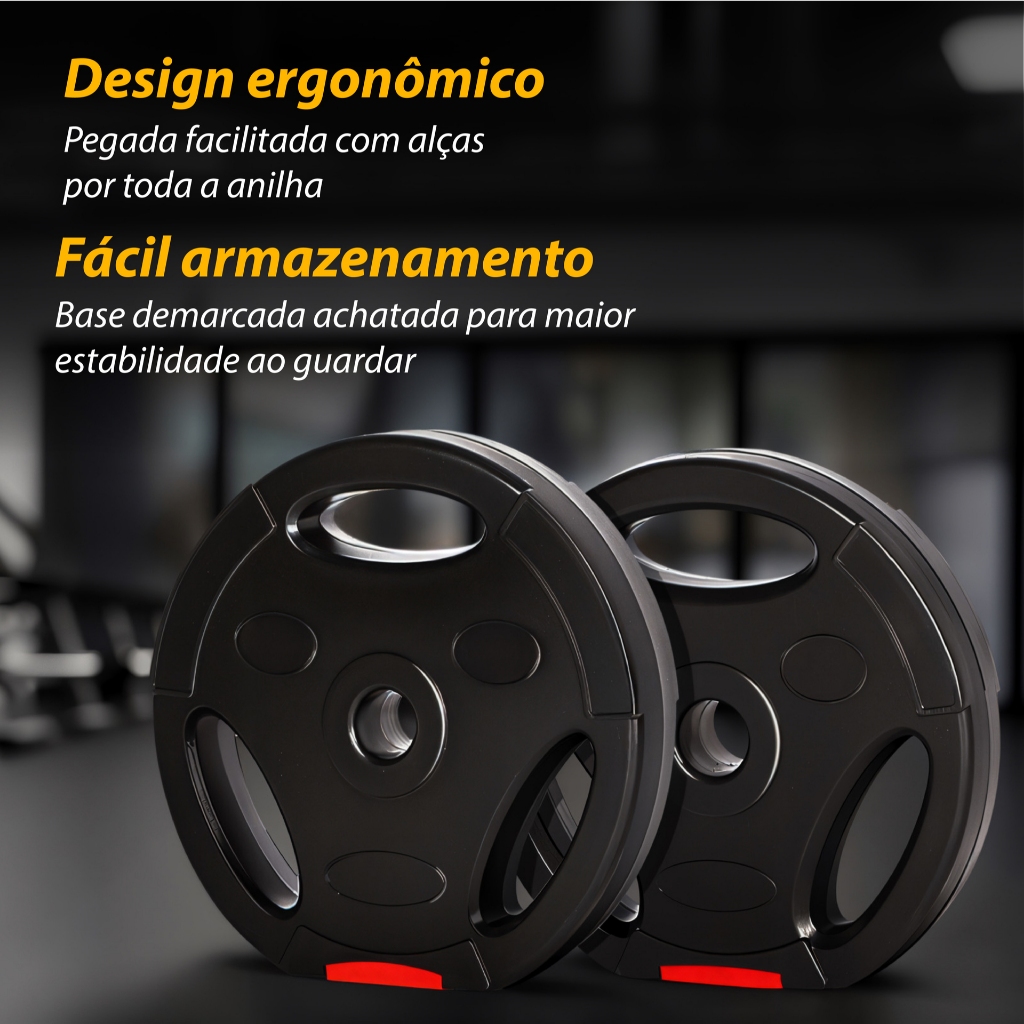 Design ergonômico
Pegada facilitada com alças
por toda a anilha
Fácil armazenamento
Base demarcada achatada para maior
estabilidade ao guardar